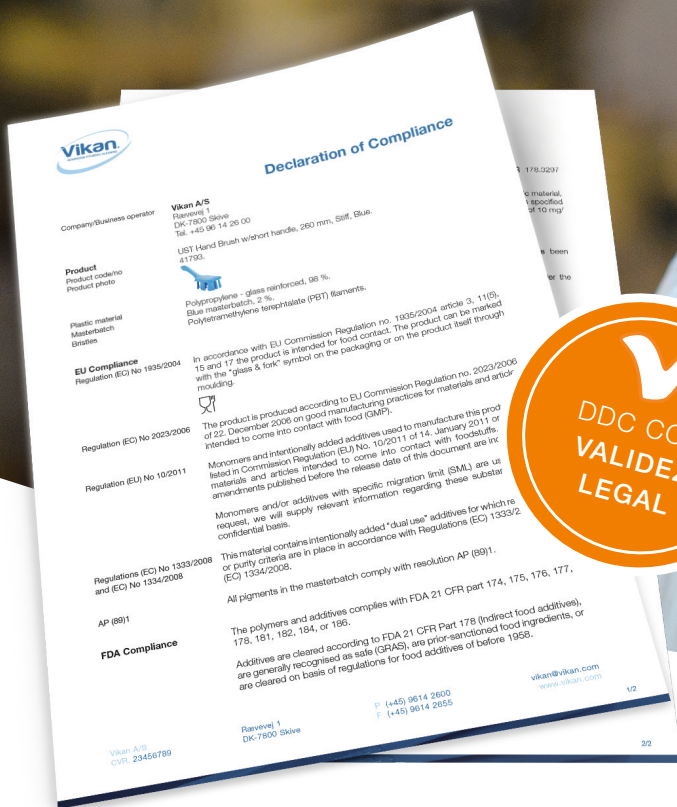 Vikan
Declaration of Compliance
Company/Business operator
Vikan A/S
Rævevej 1
DK-7800 Skive
Tel. +45 96 14 26 00
Product
Product code/no
Product photo
UST Hand Brush w/short handle, 260 mm, Stiff, Blue.
41793.
Plastic material
Masterbatch
Bristles
Polypropylene - glass reinforced, 98 %,
Blue masterbatch, 2 %,
Polytetramethylene terephtalate (PBT) filaments,
EU Compliance
Regulation (EC) No 1935/2004
In accordance with EU Commission Regulation no. 1935/2004 article 3, 11(5),
15 and 17 the product is intended for food contact. The product can be marked
with the "glass & fork" symbol on the packaging or on the product itself through
moulding.
Regulation (EC) No 2023/2006
The product is produced according to EU Commission Regulation no. 2023/2006
of 22. December 2006 on good manufacturing practices for materials and
intended to come into contact with food (GMP).
Regulation (EU) No 10/2011
Monomers and intentionally added additives used to manufacture this
listed in Commission Regulation (EU) No. 10/2011 of 14. January 2011
materials and articles intended to come into contact with foodstuffs.
amendments published before the release date of this document are
Monomers and/or additives with specific migration limit (SML) are
request, we will supply relevant information regarding these
confidential basis.
Regulations (EC) No 1333/2008
and (EC) No 1334/2008
This material contains intentionally added "dual use" additives for which
or purity criteria are in place in accordance with Regulations (EC)
(EC) 1334/2008.
AP (89)1
All pigments in the masterbatch comply with resolution AP (89)1.
FDA Compliance
The polymers and additives complies with FDA 21 CFR part 174, 175, 176, 177,
178, 181, 182, 184, or 186.
Additives are cleared according to FDA 21 CFR Part 178 (Indirect food additives),
are generally recognised as safe (GRAS), are prior-sanctioned food ingredients, or
are cleared on basis of regulations for food additives of before 1958.
Vikan A/S
CVR. 23456789
Rævevej 1
DK-7800 Skive
P (+45) 9614 2600
F (+45) 9614 2655
vikan@vikan.com
www.vikan.com
1/2
178.3297
material,
specified
of 10 mg/
been
the
2/2
DDC
LEGAL